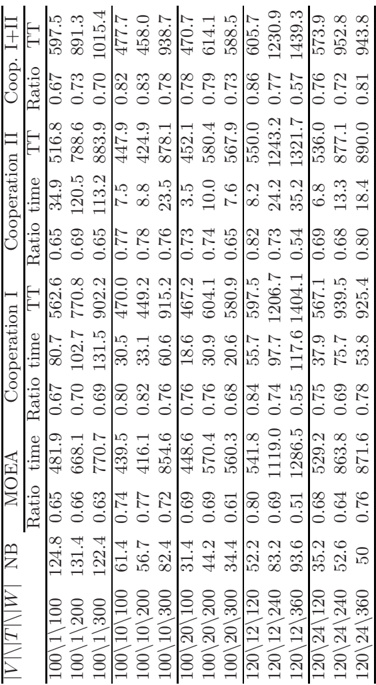 |V|\|T|\|W| NB MOEA Cooperation I Cooperation II Coop. I+II
Ratio time Ratio time TT Ratio time TT Ratio TT
100\1\100 124.8 0.65 481.9 0.67 80.7 562.6 0.65 34.9 516.8 0.67 597.5
100\1\200 131.4 0.66 668.1 0.70 102.7 770.8 0.69 120.5 788.6 0.73 891.3
100\1\300 122.4 0.63 770.7 0.69 131.5 902.2 0.65 113.2 883.9 0.70 1015.4
100\10\100 61.4 0.74 439.5 0.80 30.5 470.0 0.77 7.5 447.9 0.82 477.7
100\10\200 56.7 0.77 416.1 0.82 33.1 449.2 0.78 8.8 424.9 0.83 458.0
100\10\300 82.4 0.72 854.6 0.76 60.6 915.2 0.76 23.5 878.1 0.78 938.7
100\20\100 31.4 0.69 448.6 0.76 18.6 467.2 0.73 3.5 452.1 0.78 470.7
100\20\200 44.2 0.69 570.4 0.76 30.9 604.1 0.74 10.0 580.4 0.79 614.1
100\20\300 34.4 0.61 560.3 0.68 20.6 580.9 0.65 7.6 567.9 0.73 588.5
120\12\120 52.2 0.80 541.8 0.84 55.7 597.5 0.82 8.2 550.0 0.86 605.7
120\12\240 83.2 0.69 1119.0 0.74 97.7 1206.7 0.73 24.2 1243.2 0.77 1230.9
120\12\360 93.6 0.51 1286.5 0.55 117.6 1404.1 0.54 35.2 1321.7 0.57 1439.3
120\24\120 35.2 0.68 529.2 0.75 37.9 567.1 0.69 6.8 536.0 0.76 573.9
120\24\240 52.6 0.64 863.8 0.69 75.7 939.5 0.68 13.3 877.1 0.72 952.8
120\24\360 50 0.76 871.6 0.78 53.8 925.4 0.80 18.4 890.0 0.81 943.8